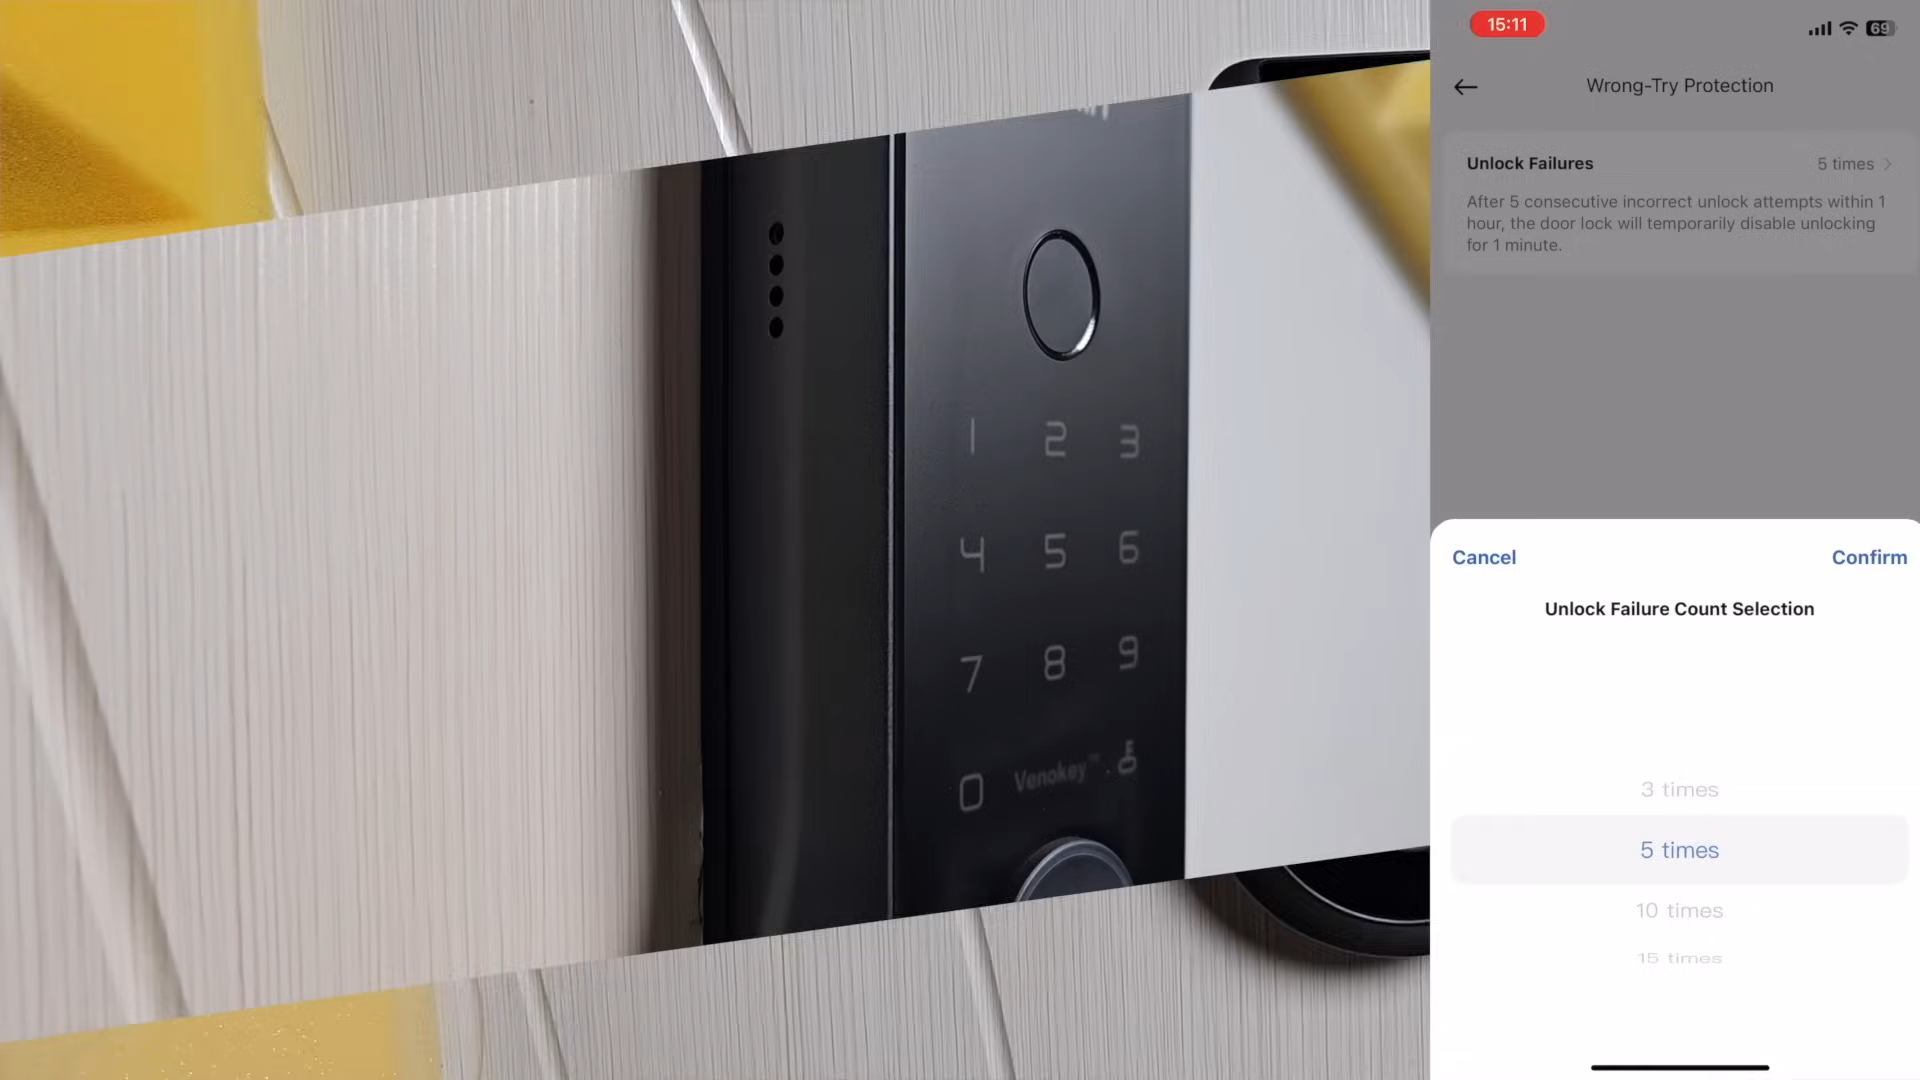 1 2 3
4 5 6
7 8 9
0 Venokey™
15:11
69
Wrong-Try Protection
Unlock Failures 5 times
After 5 consecutive incorrect unlock attempts within 1
hour, the door lock will temporarily disable unlocking
for 1 minute.
Cancel Confirm
Unlock Failure Count Selection
3 times
5 times
10 times
15 times